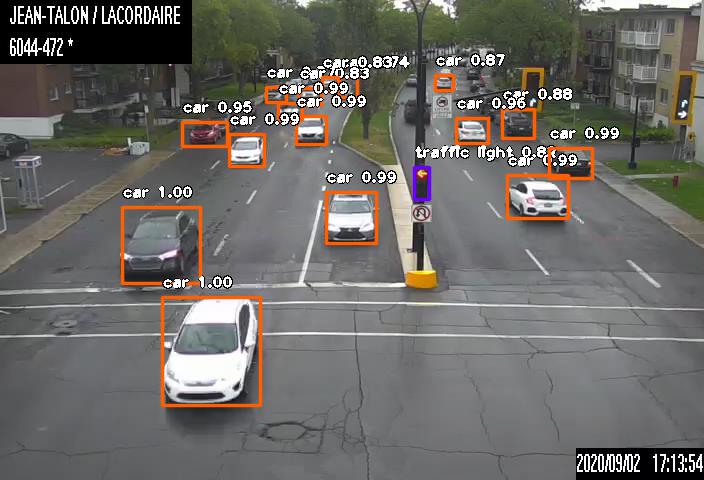 JEAN-TALON / LACORDAIRE
6044-472 *
car 0.87
car 0.83
car 0.99
car 0.99
car 0.95
car 0.99
car 0.96
car 0.88
car 0.99
traffic light 0.8
car 0.99
car 0.99
car 1.00
car 1.00
2020/09/02 17:13:54